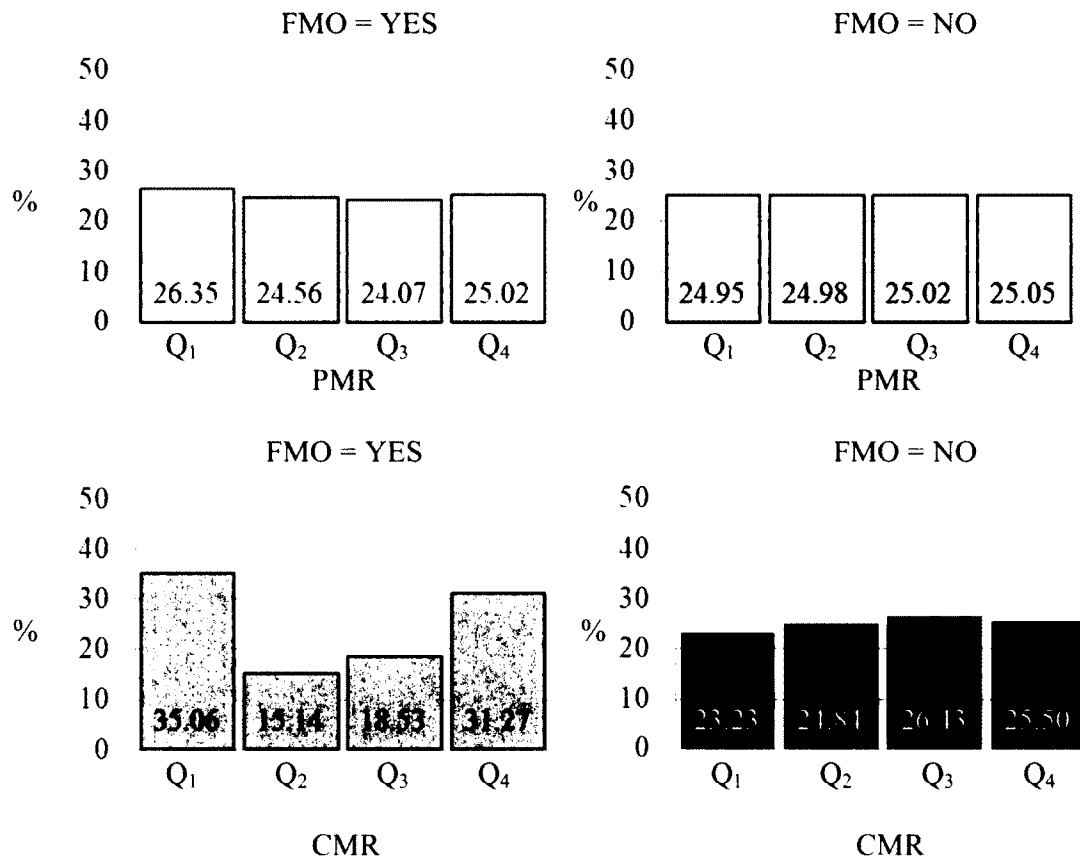 FMO = YES
50
40
30
%
20
10
0
26.35 24.56 24.07 25.02
Q₁ Q₂ Q₃ Q₄
PMR
FMO = NO
50
40
30
%
20
10
0
24.95 24.98 25.02 25.05
Q₁ Q₂ Q₃ Q₄
PMR
FMO = YES
50
40
30
%
20
10
0
35.06 15.14 18.53 31.27
Q₁ Q₂ Q₃ Q₄
CMR
FMO = NO
50
40
30
%
20
10
0
23.23 24.84 26.43 25.50
Q₁ Q₂ Q₃ Q₄
CMR